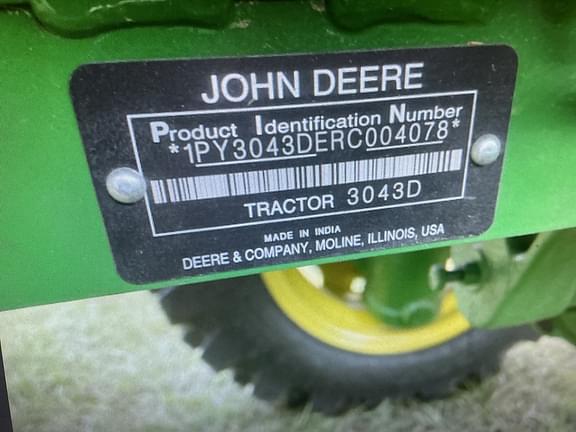 JOHN DEERE
Product Identification Number
*1PY3043DERC004078*
TRACTOR 3043D
MADE IN INDIA
DEERE & COMPANY, MOLINE, ILLINOIS, USA